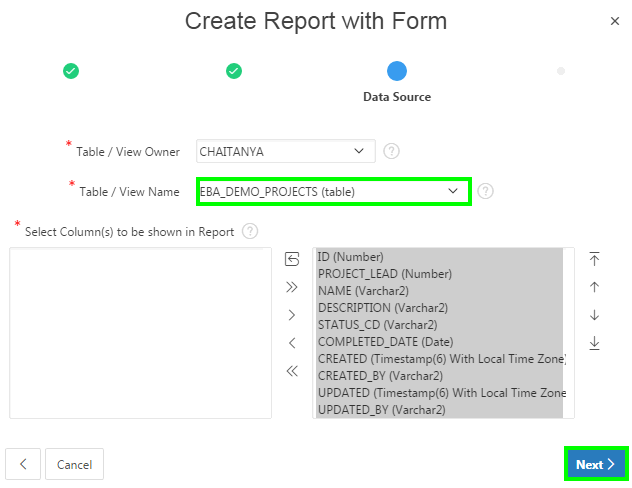 Create Report with Form
Data Source
* Table / View Owner CHAITANYA
* Table / View Name EBA_DEMO_PROJECTS (table)
* Select Column(s) to be shown in Report
ID (Number)
PROJECT_LEAD (Number)
NAME (Varchar2)
DESCRIPTION (Varchar2)
STATUS_CD (Varchar2)
COMPLETED_DATE (Date)
CREATED (Timestamp(6) With Local Time Zone)
CREATED_BY (Varchar2)
UPDATED (Timestamp(6) With Local Time Zone
UPDATED_BY (Varchar2)
Cancel Next